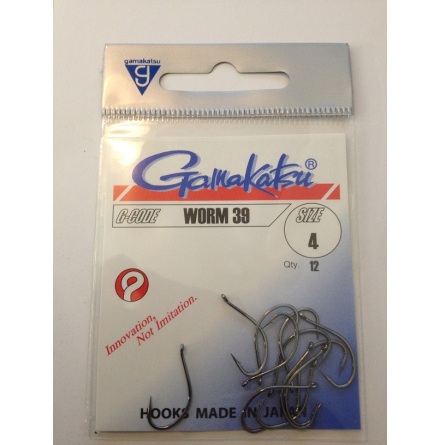 gamakatsu
Gamakatsu®
G-CODE WORM 39 SIZE
4
Qty. 12
Innovation,
Not Imitation.
HOOKS MADE IN JAPAN